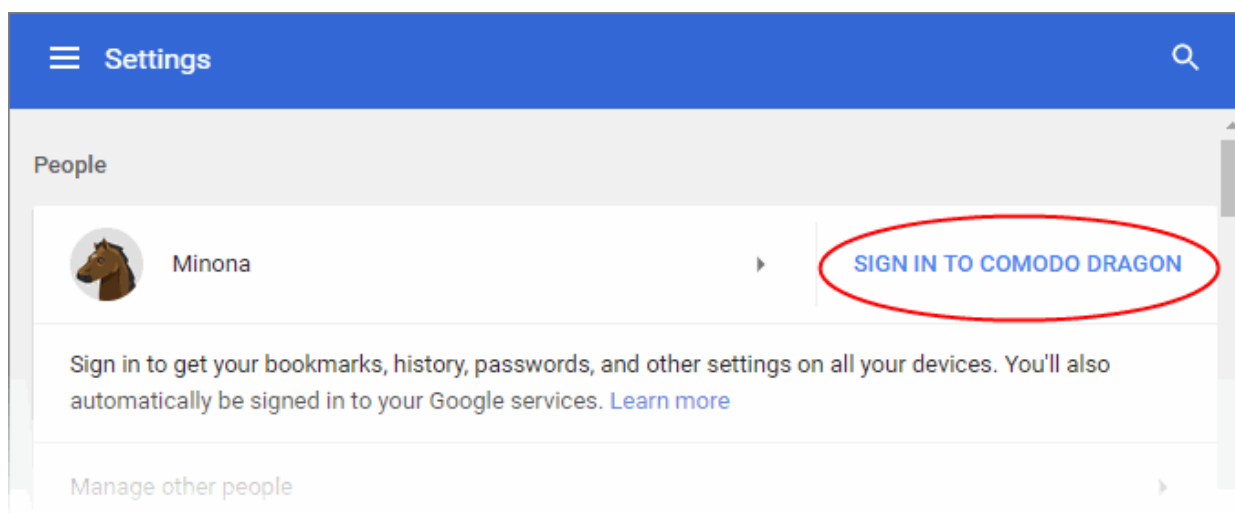 Settings
People
Minona
SIGN IN TO COMODO DRAGON
Sign in to get your bookmarks, history, passwords, and other settings on all your devices. You'll also
automatically be signed in to your Google services. Learn more
Manage other people